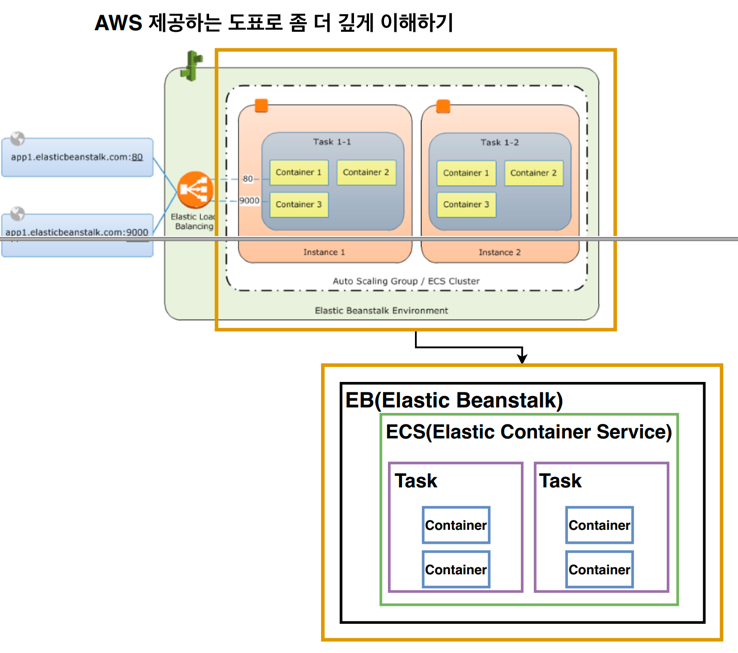 AWS 제공하는 도표로 좀 더 깊게 이해하기
app1.elasticbeanstalk.com:80
app1.elasticbeanstalk.com:9000
Elastic Load
Balancing
80
9000
Task 1-1
Container 1
Container 2
Container 3
Instance 1
Task 1-2
Container 1
Container 2
Container 3
Instance 2
Auto Scaling Group / ECS Cluster
Elastic Beanstalk Environment
EB(Elastic Beanstalk)
ECS(Elastic Container Service)
Task
Container
Container
Task
Container
Container